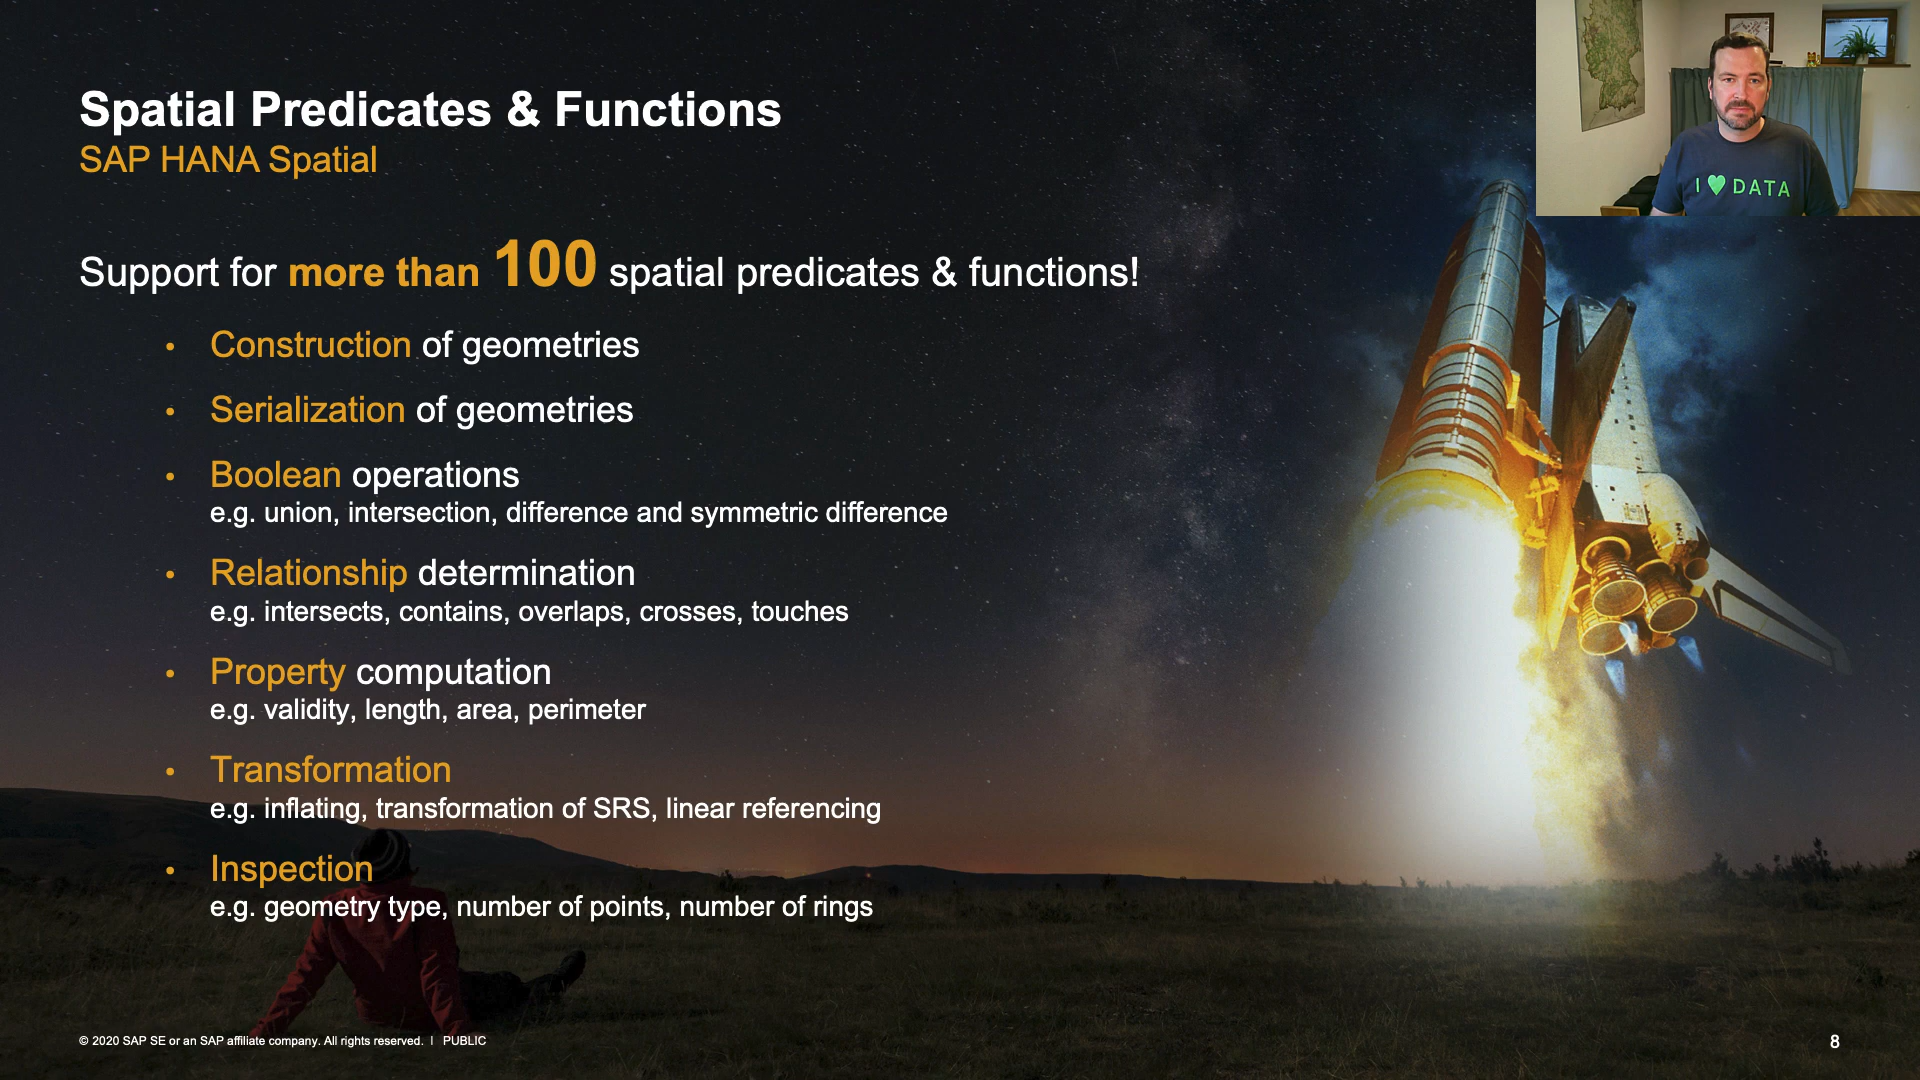 Spatial Predicates & Functions
SAP HANA Spatial
I 💚 DATA
Support for more than 100 spatial predicates & functions!
• Construction of geometries
• Serialization of geometries
• Boolean operations
e.g. union, intersection, difference and symmetric difference
• Relationship determination
e.g. intersects, contains, overlaps, crosses, touches
• Property computation
e.g. validity, length, area, perimeter
• Transformation
e.g. inflating, transformation of SRS, linear referencing
• Inspection
e.g. geometry type, number of points, number of rings
© 2020 SAP SE or an SAP affiliate company. All rights reserved. | PUBLIC
8